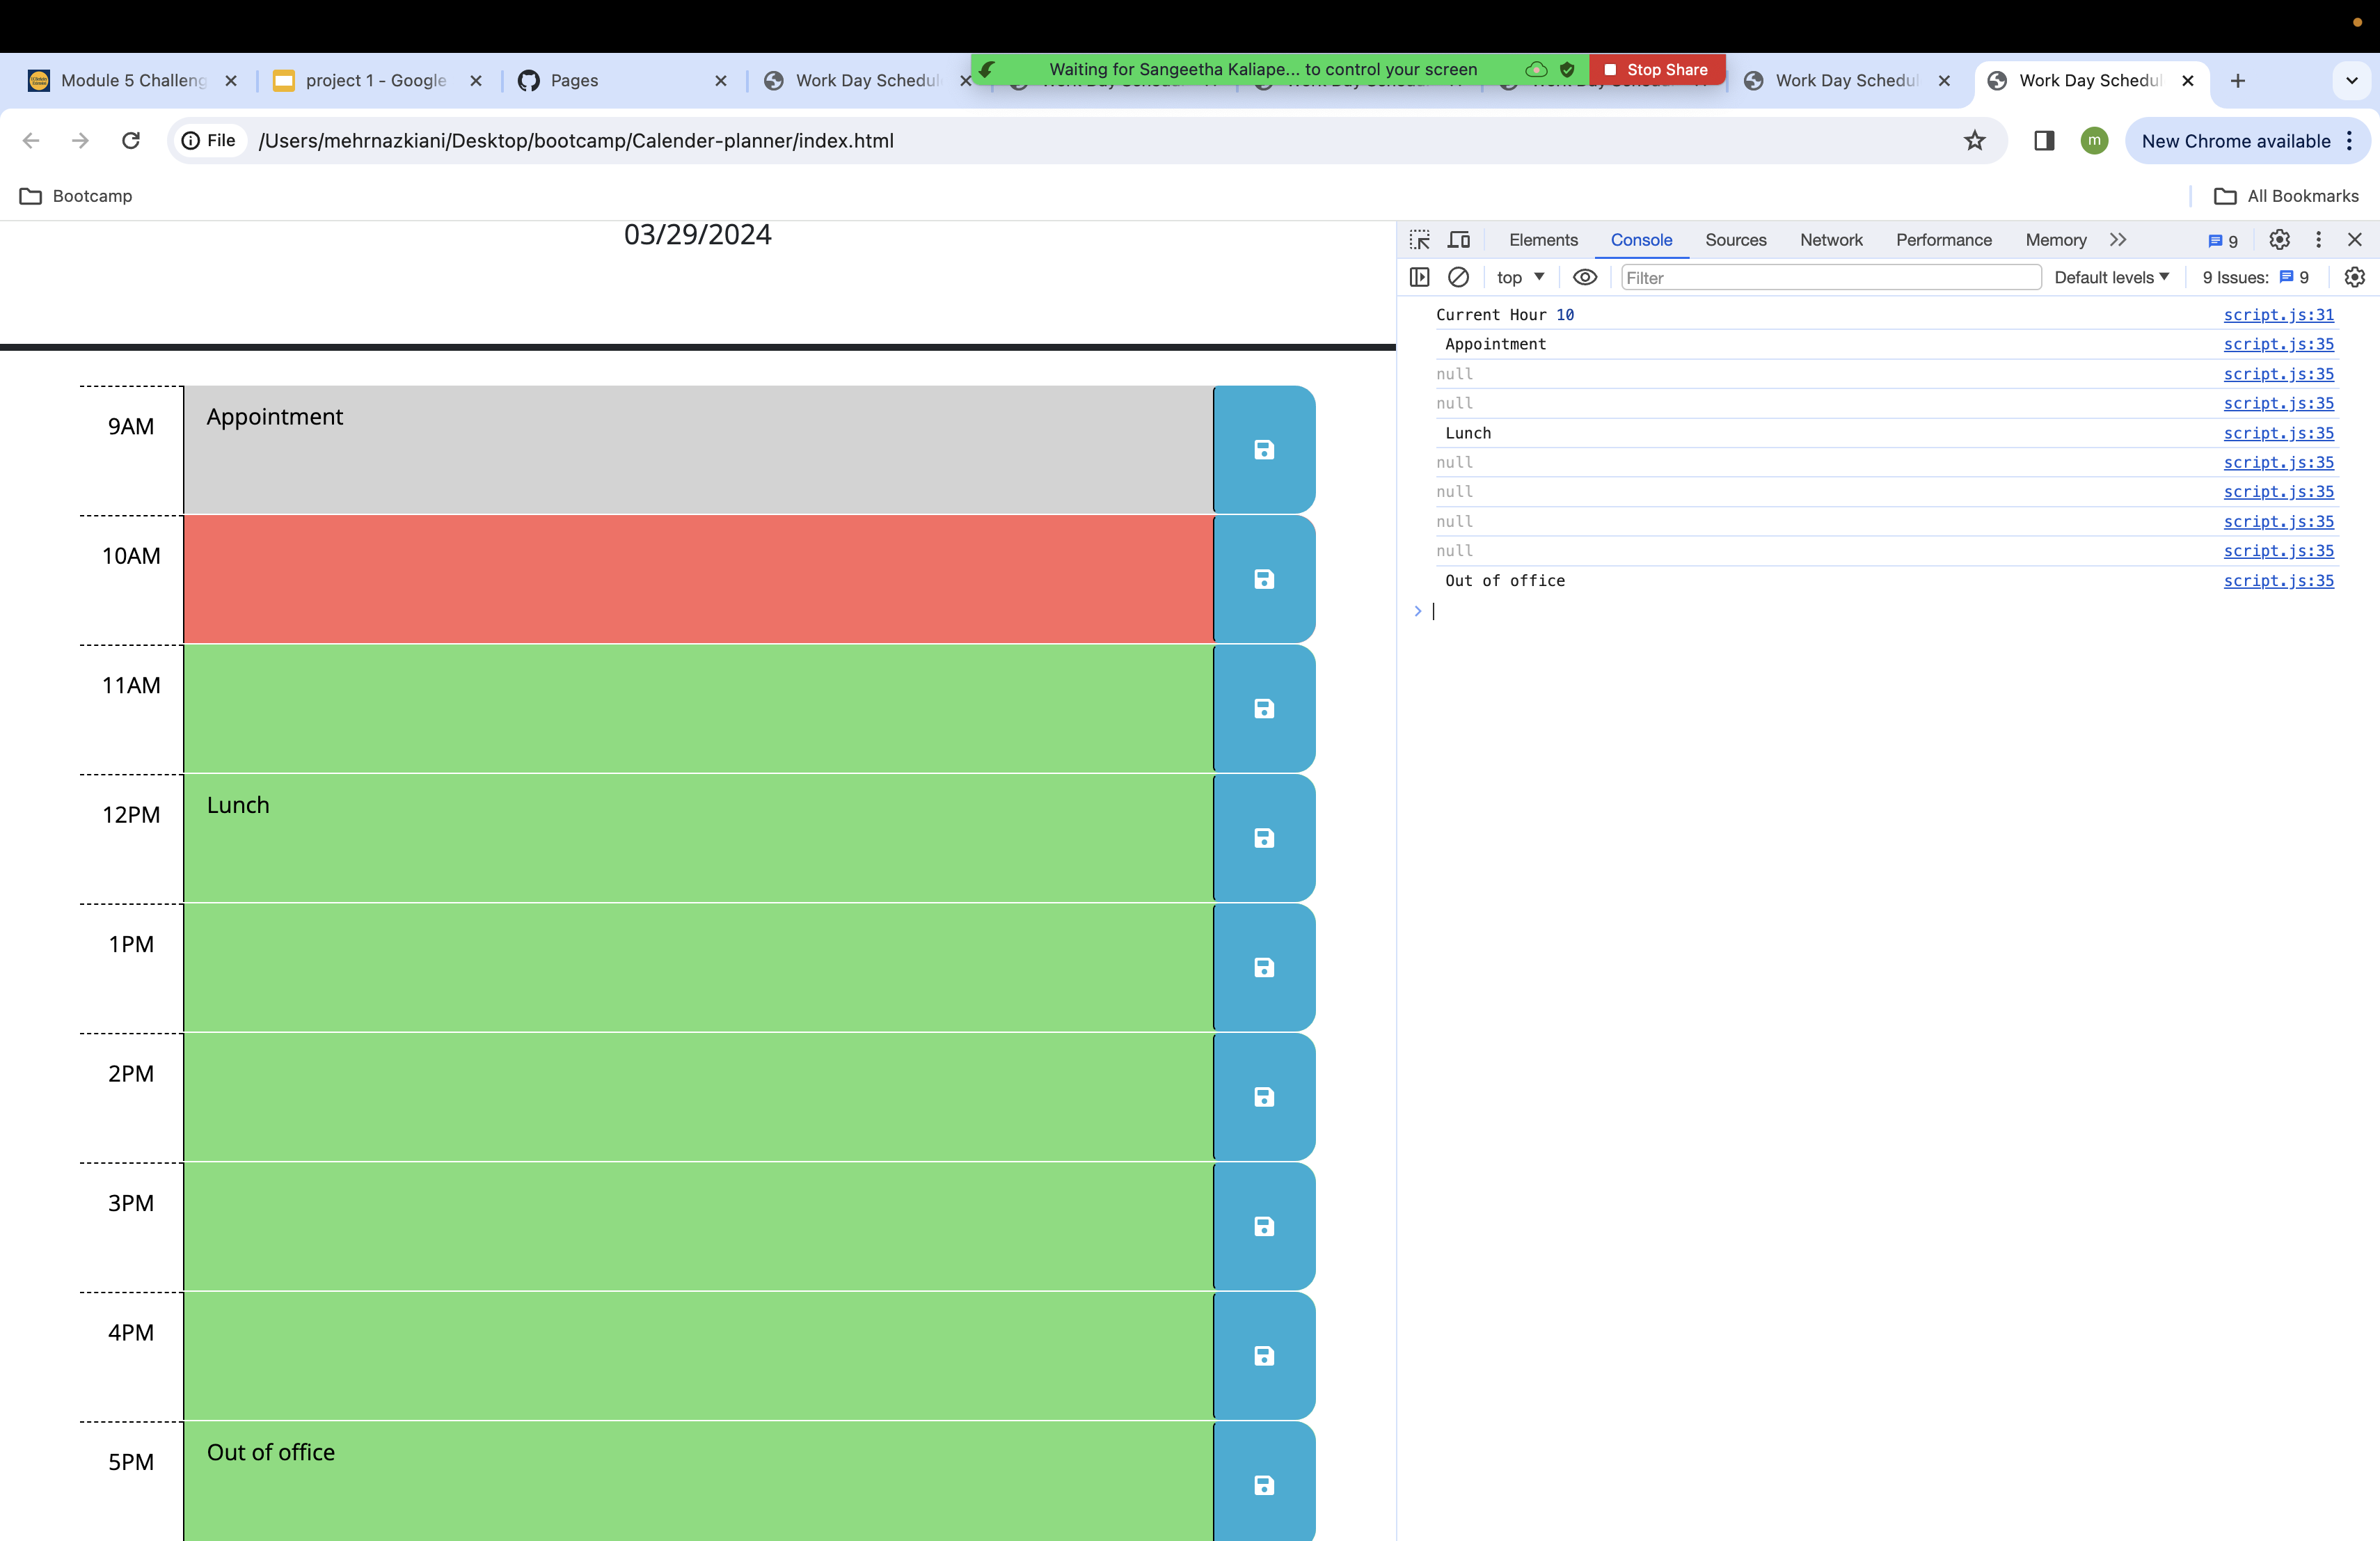 Module 5 Challeng
project 1 - Google
Pages
Work Day Schedul
Waiting for Sangeetha Kaliape... to control your screen
Stop Share
Work Day Schedul
Work Day Schedul
File
/Users/mehrnazkiani/Desktop/bootcamp/Calender-planner/index.html
m
New Chrome available
Bootcamp
All Bookmarks
03/29/2024
9AM
Appointment
10AM
11AM
12PM
Lunch
1PM
2PM
3PM
4PM
5PM
Out of office
Elements
Console
Sources
Network
Performance
Memory
9
top
Filter
Default levels
9 Issues:
9
Current Hour 10 script.js:31
Appointment script.js:35
null script.js:35
null script.js:35
Lunch script.js:35
null script.js:35
null script.js:35
null script.js:35
null script.js:35
Out of office script.js:35